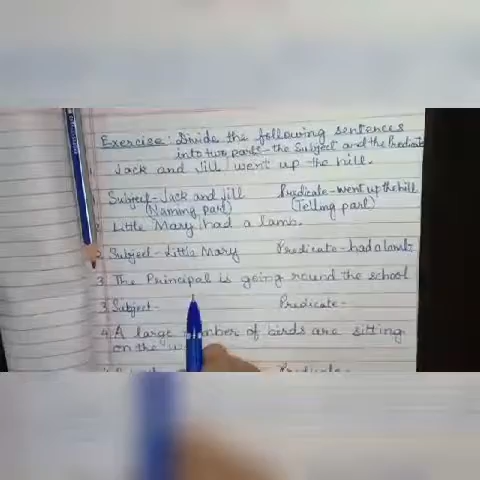 Exercise: Divide the following sentences
into two parts - the Subject and the Predicate
Jack and Jill went up the hill.
Subject - Jack and Jill Predicate - went up the hill
(Naming part) (Telling part)
Little Mary had a lamb.
2 Subject - Little Mary Predicate - had a lamb
3 The Principal is going round the school
3 Subject - Predicate -
4. A large number of birds are sitting
on the
Predicate -